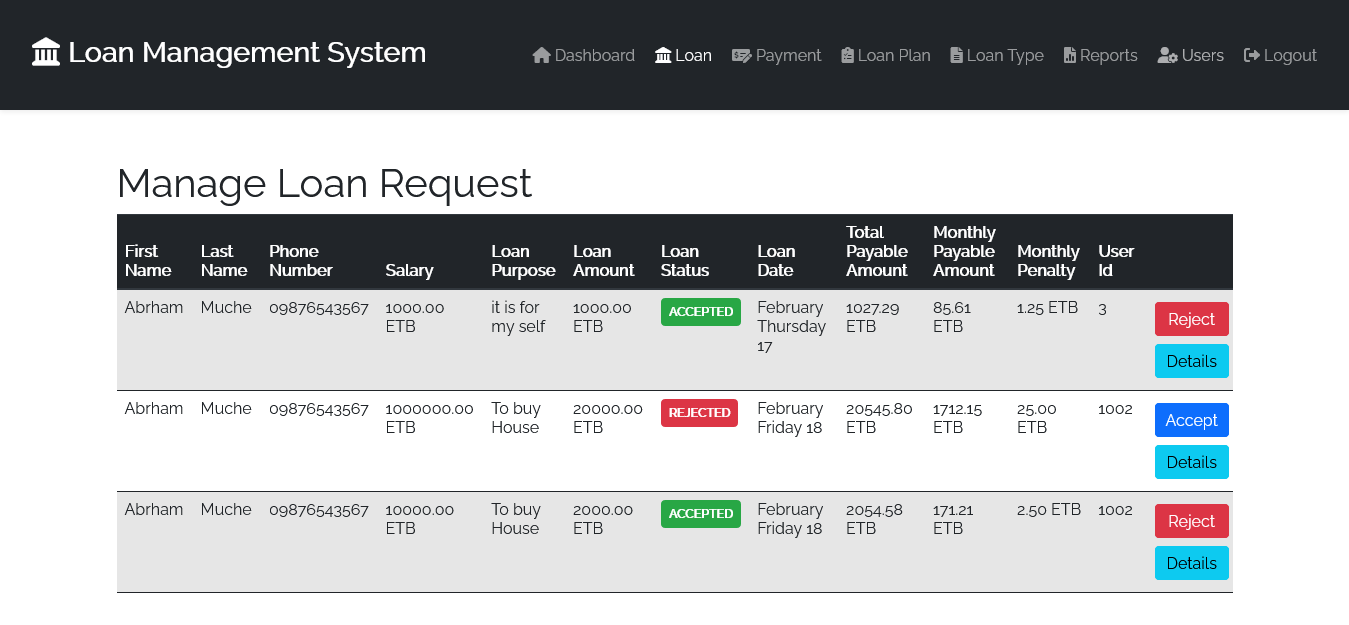 Loan Management System
Dashboard Loan Payment Loan Plan Loan Type Reports Users Logout
Manage Loan Request
First Name Last Name Phone Number Salary Loan Purpose Loan Amount Loan Status Loan Date Total Payable Amount Monthly Payable Amount Monthly Penalty User Id
Abrham Muche 09876543567 1000.00 ETB it is for my self 1000.00 ETB ACCEPTED February Thursday 17 1027.29 ETB 85.61 ETB 1.25 ETB 3
Reject
Details
Abrham Muche 09876543567 1000000.00 ETB To buy House 20000.00 ETB REJECTED February Friday 18 20545.80 ETB 1712.15 ETB 25.00 ETB 1002
Accept
Details
Abrham Muche 09876543567 10000.00 ETB To buy House 2000.00 ETB ACCEPTED February Friday 18 2054.58 ETB 171.21 ETB 2.50 ETB 1002
Reject
Details